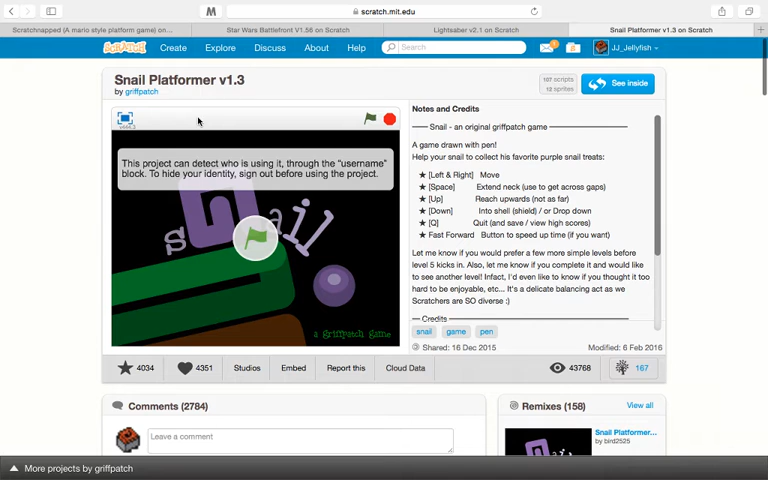 scratch.mit.edu
Scratchnapped (A mario style platform game) on...
Star Wars Battlefront V1.56 on Scratch
Lightsaber v2.1 on Scratch
Snail Platformer v1.3 on Scratch
SCRATCH
Create
Explore
Discuss
About
Help
Search
JJ_Jellyfish
Snail Platformer v1.3
by griffpatch
107 scripts
12 sprites
See inside
This project can detect who is using it, through the "username"
block. To hide your identity, sign out before using the project.
snail
a griffpatch game
Notes and Credits
—— Snail - an original griffpatch game ——
A game drawn with pen!
Help your snail to collect his favorite purple snail treats:
★ [Left & Right] Move
★ [Space] Extend neck (use to get across gaps)
★ [Up] Reach upwards (not as far)
★ [Down] Into shell (shield) / or Drop down
★ [Q] Quit (and save / view high scores)
★ Fast Forward Button to speed up time (if you want)
Let me know if you would prefer a few more simple levels before
level 5 kicks in. Also, let me know if you complete it and would like
to see another level! Infact, I'd even like to know if you thought it too
hard to be enjoyable, etc... It's a delicate balancing act as we
Scratchers are SO diverse :)
— Credits
snail
game
pen
Shared: 16 Dec 2015
Modified: 6 Feb 2016
4034
4351
Studios
Embed
Report this
Cloud Data
43768
167
Comments (2784)
Leave a comment
Remixes (158)
View all
Snail Platformer...
by bird2525
More projects by griffpatch